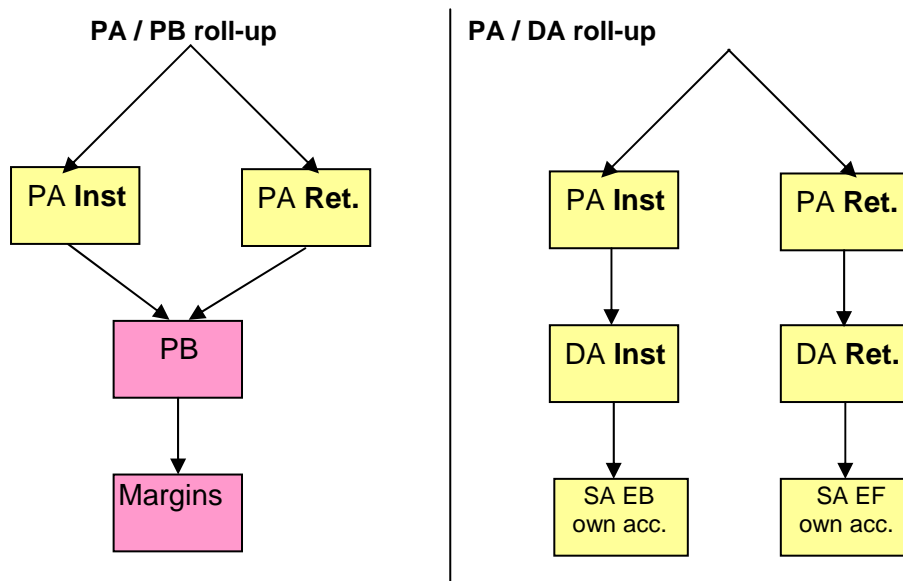 PA / PB roll-up
PA Inst
PA Ret.
PB
Margins
PA / DA roll-up
PA Inst
PA Ret.
DA Inst
DA Ret.
SA EB
own acc.
SA EF
own acc.